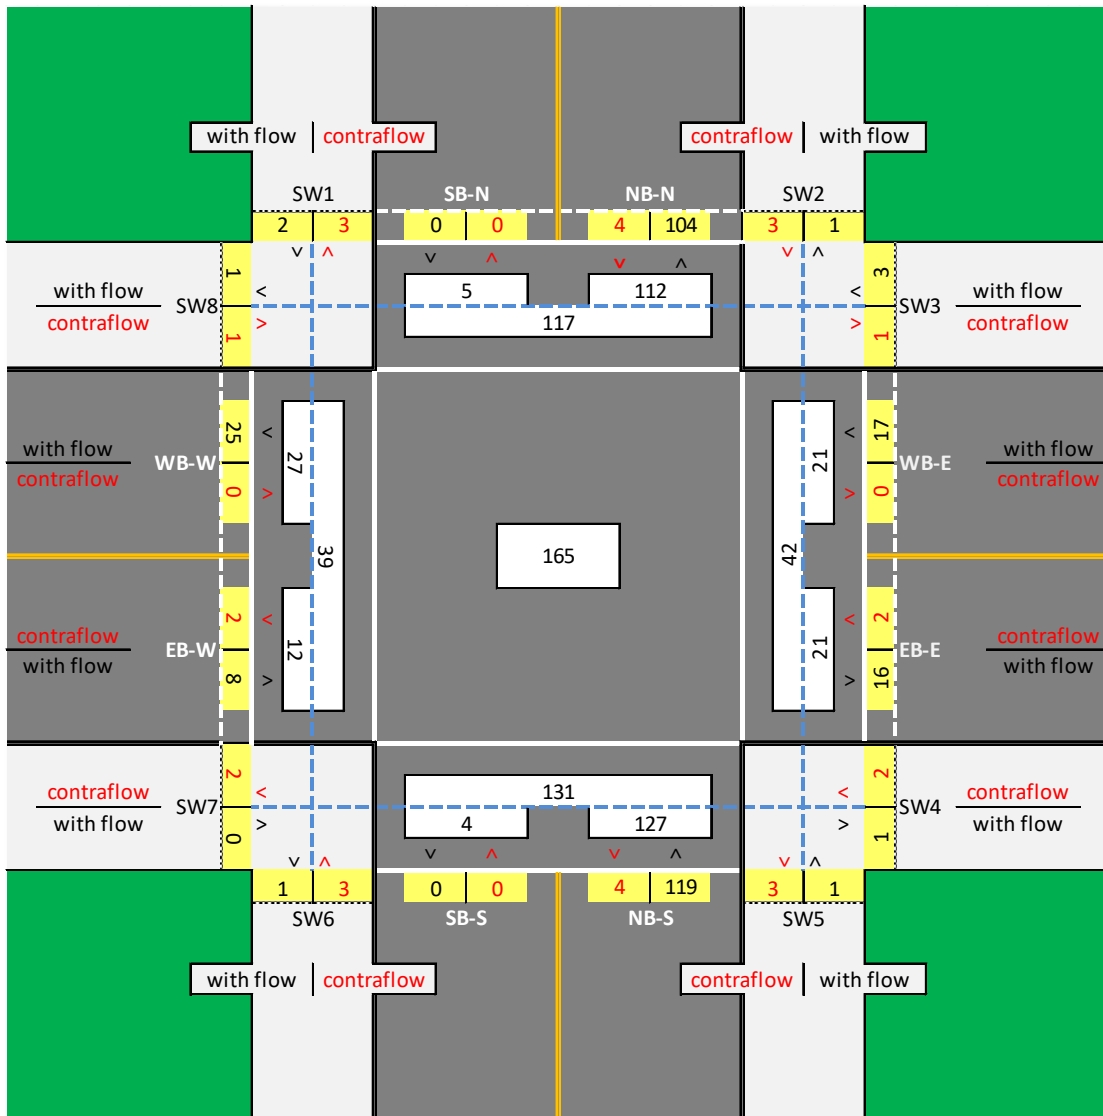 with flow contraflow contraflow with flow
SW1 SB-N NB-N SW2
2 3 0 0 4 104 3 1
v ^ v ^ v ^ v ^
1 < 5 112 < 3
with flow SW8 SW3 with flow
contraflow contraflow
1 > 117 > 1
25 < 27 21 < 17
with flow WB-W WB-E with flow
contraflow contraflow
0 > > 0
39 165 42
2 < < 2
contraflow EB-W 12 21 EB-E contraflow
with flow with flow
8 > > 16
2 < 131 < 2
contraflow SW7 SW4 contraflow
with flow with flow
0 > 4 127 > 1
v ^ v ^ v ^ v ^
1 3 0 0 4 119 3 1
SW6 SB-S NB-S SW5
with flow contraflow contraflow with flow